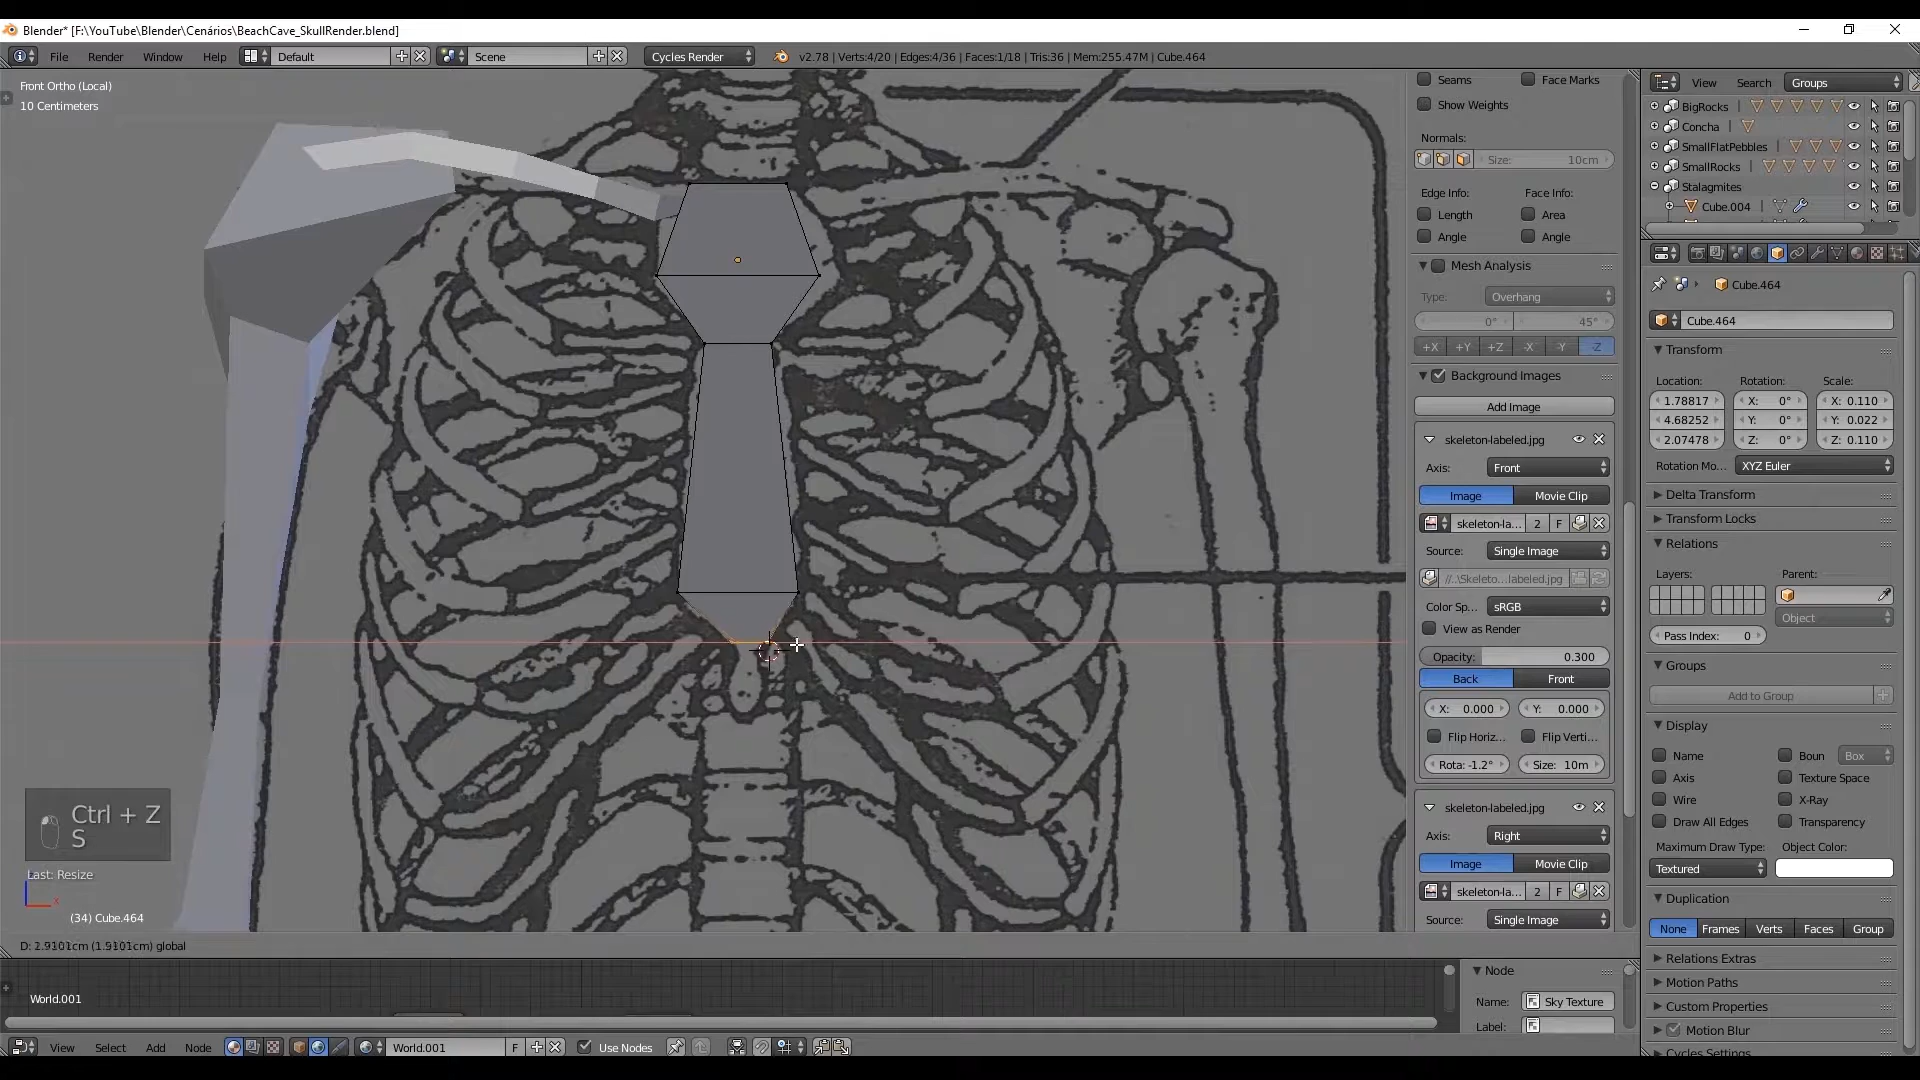 Blender* [F:\YouTube\Blender\Cenários\BeachCave_SkullRender.blend]
File Render Window Help Default Scene Cycles Render v2.78 | Verts:4/20 | Edges:4/36 | Faces:1/18 | Tris:36 | Mem:255.47M | Cube.464
Front Ortho (Local)
10 Centimeters
Ctrl + Z
S
Last: Resize
(34) Cube.464
D: 1.9101cm (1.9101cm) global
World.001
View Select Add Node World.001 F Use Nodes
Node
Name: Sky Texture
Label:
Seams Face Marks
Show Weights
Normals:
Size: 10cm
Edge Info: Face Info:
Length Area
Angle Angle
Mesh Analysis
Type: Overhang
0° 45°
+X +Y +Z -X -Y -Z
Background Images
Add Image
skeleton-labeled.jpg
Axis: Front
Image Movie Clip
skeleton-la... 2 F
Source: Single Image
//..\Skeleto...labeled.jpg
Color Sp... sRGB
View as Render
Opacity: 0.300
Back Front
X: 0.000 Y: 0.000
Flip Horiz... Flip Verti...
Rota: -1.2° Size: 10m
skeleton-labeled.jpg
Axis: Right
Image Movie Clip
skeleton-la... 2 F
Source: Single Image
View Search Groups
BigRocks
Concha
SmallFlatPebbles
SmallRocks
Stalagmites
Cube.004
Cube.464
Cube.464
Transform
Location: Rotation: Scale:
1.78817 X: 0° X: 0.110
4.68252 Y: 0° Y: 0.022
2.07478 Z: 0° Z: 0.110
Rotation Mo... XYZ Euler
Delta Transform
Transform Locks
Relations
Layers: Parent:
Object
Pass Index: 0
Groups
Add to Group
Display
Name Boun Box
Axis Texture Space
Wire X-Ray
Draw All Edges Transparency
Maximum Draw Type: Object Color:
Textured
Duplication
None Frames Verts Faces Group
Relations Extras
Motion Paths
Custom Properties
Motion Blur
Cycles Settings